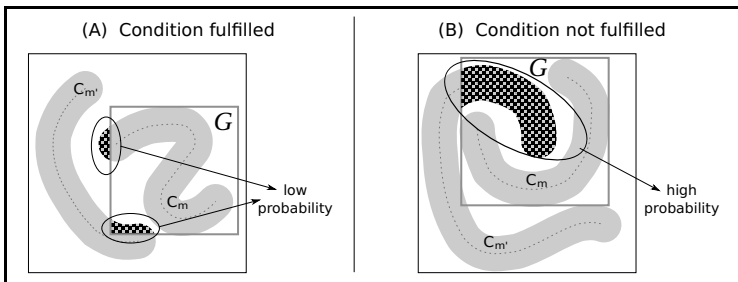 (A) Condition fulfilled
(B) Condition not fulfilled
Cm'
G
Cm
low
probability
G
Cm
Cm'
high
probability